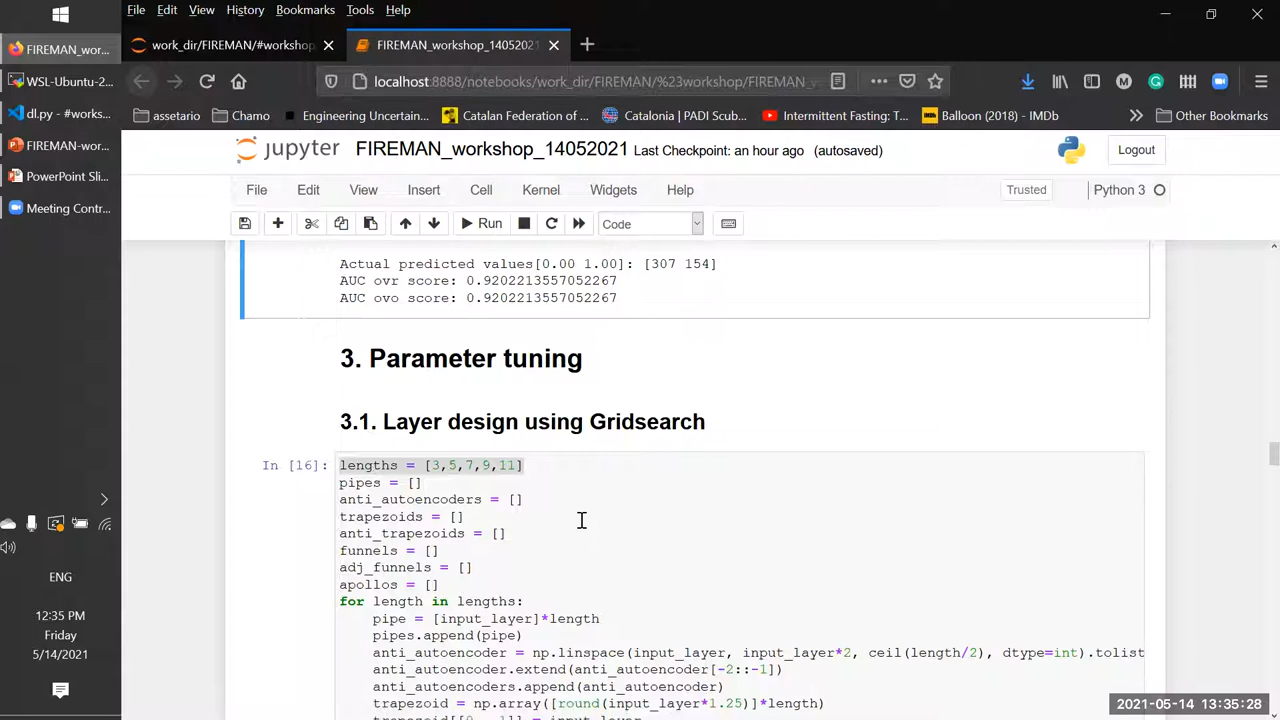 File Edit View History Bookmarks Tools Help
FIREMAN_wor...
work_dir/FIREMAN/#workshop
FIREMAN_workshop_14052021
WSL-Ubuntu-2...
localhost:8888/notebooks/work_dir/FIREMAN/%23workshop/FIREMAN_
dl.py - #works...
assetario Chamo Engineering Uncertain... Catalan Federation of ... Catalonia | PADI Scub... Intermittent Fasting: T... Balloon (2018) - IMDb Other Bookmarks
FIREMAN-wor...
jupyter FIREMAN_workshop_14052021 Last Checkpoint: an hour ago (autosaved) Logout
PowerPoint Sli...
File Edit View Insert Cell Kernel Widgets Help Trusted Python 3
Meeting Contr...
Run Code
Actual predicted values[0.00 1.00]: [307 154]
AUC ovr score: 0.9202213557052267
AUC ovo score: 0.9202213557052267
3. Parameter tuning
3.1. Layer design using Gridsearch
In [16]: lengths = [3,5,7,9,11]
pipes = []
anti_autoencoders = []
trapezoids = []
anti_trapezoids = []
funnels = []
adj_funnels = []
apollos = []
for length in lengths:
pipe = [input_layer]*length
pipes.append(pipe)
anti_autoencoder = np.linspace(input_layer, input_layer*2, ceil(length/2), dtype=int).tolist
anti_autoencoder.extend(anti_autoencoder[-2::-1])
anti_autoencoders.append(anti_autoencoder)
trapezoid = np.array([round(input_layer*1.25)]*length)
ENG
12:35 PM
Friday
5/14/2021
2021-05-14 13:35:28